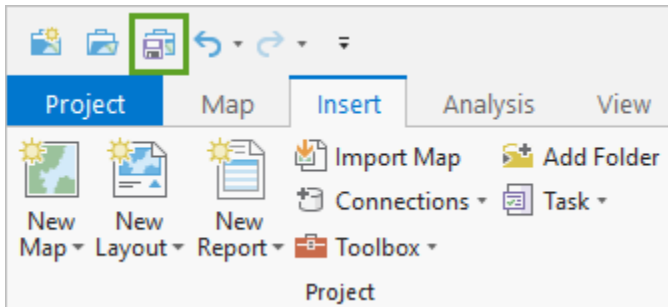 Project Map Insert Analysis View
New Map
New Layout
New Report
Import Map
Connections
Toolbox
Add Folder
Task
Project